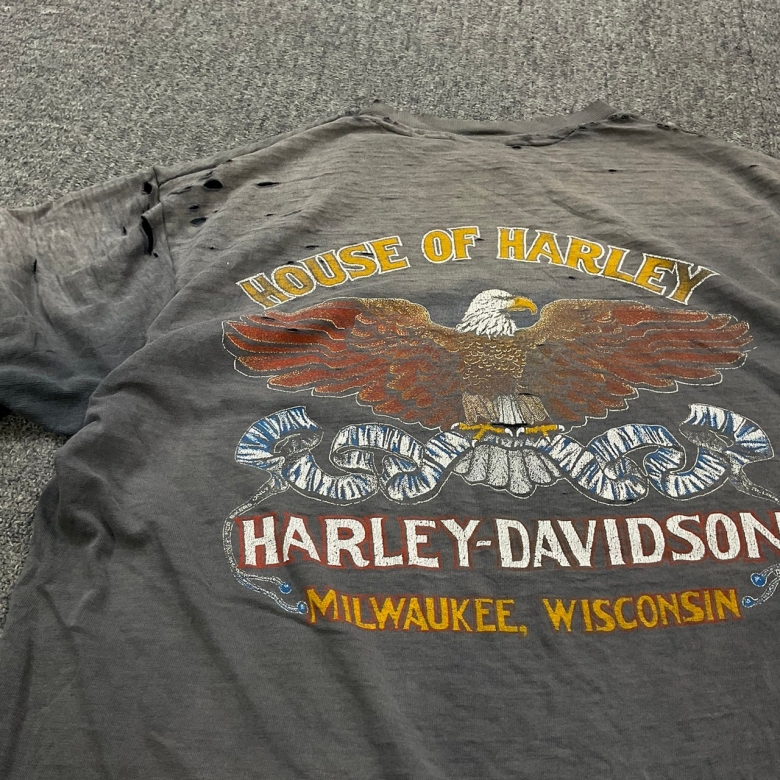 HOUSE OF HARLEY
HARLEY-DAVIDSON
MILWAUKEE, WISCONSIN